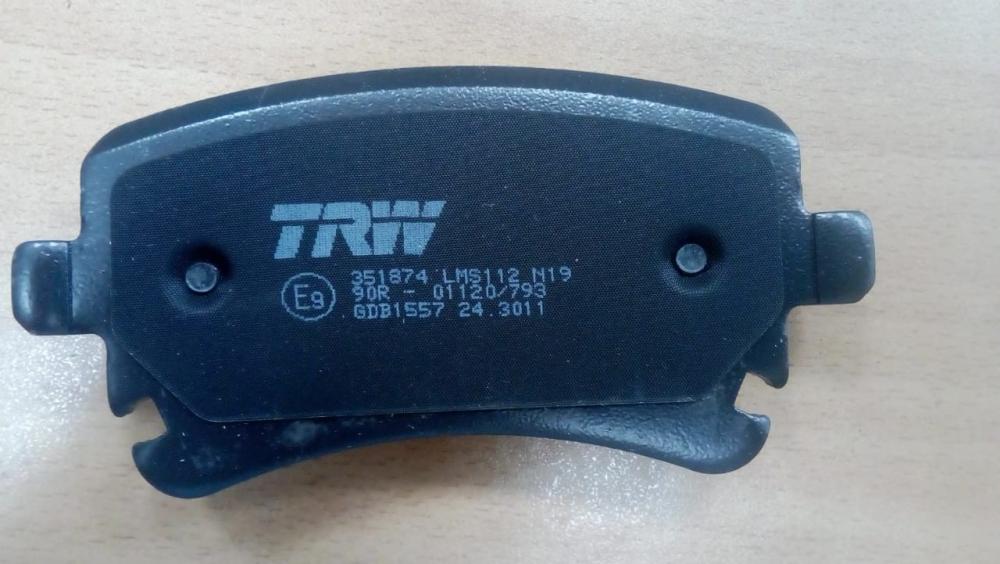 TRW
E9
351874 LMS112 N19
90R - 01120/793
GDB1557 24.3011